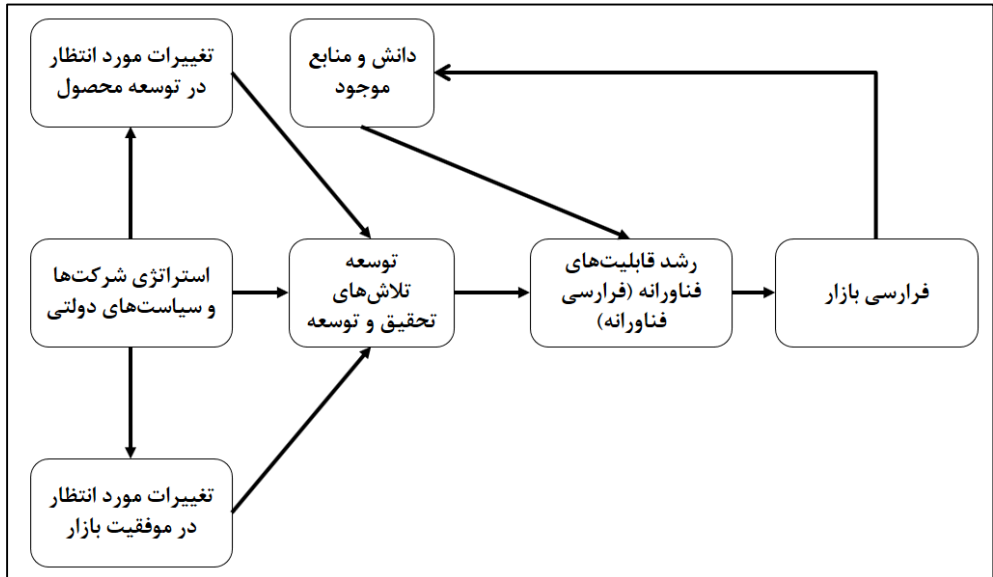 تغییرات مورد انتظار
در توسعه محصول
دانش و منابع
موجود
استراتژی شرکت‌ها
و سیاست‌های دولتی
توسعه
تلاش‌های
تحقیق و توسعه
رشد قابلیت‌های
فناورانه (فرارسی
فناورانه)
فرارسی بازار
تغییرات مورد انتظار
در موفقیت بازار